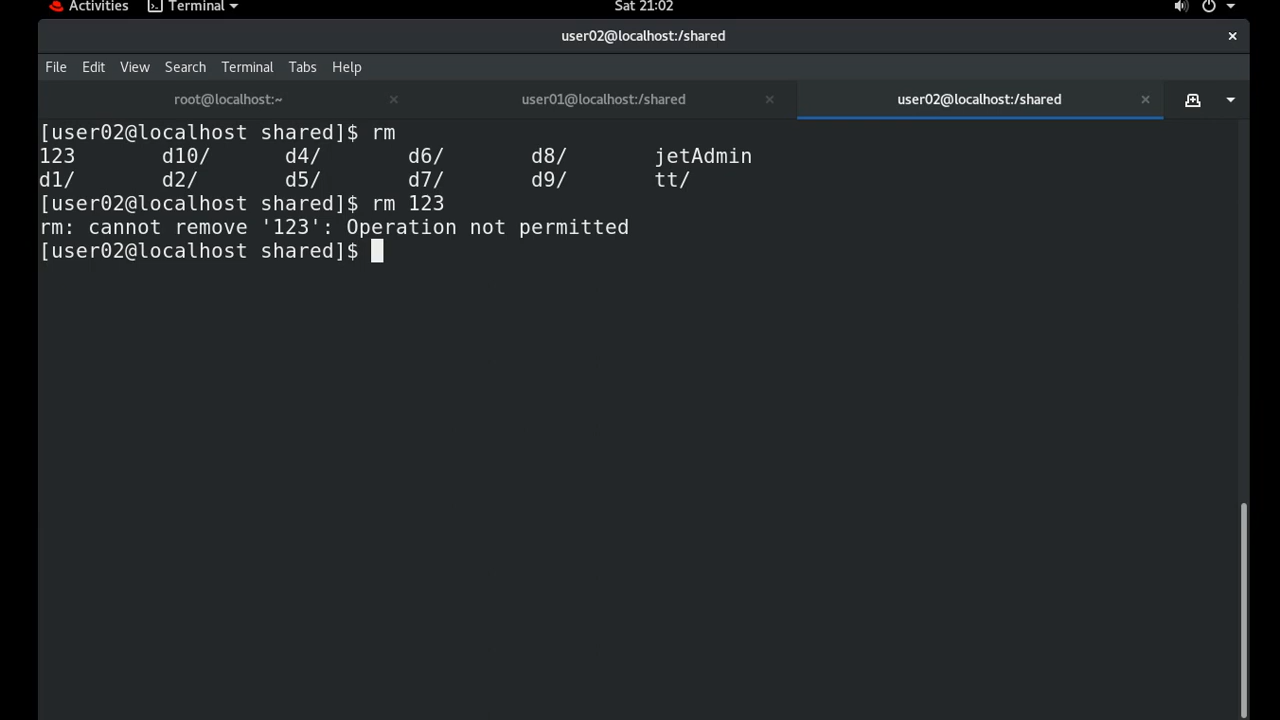 Activities Terminal Sat 21:02
user02@localhost:/shared
File Edit View Search Terminal Tabs Help
root@localhost:~ user01@localhost:/shared user02@localhost:/shared
[user02@localhost shared]$ rm
123 d10/ d4/ d6/ d8/ jetAdmin
d1/ d2/ d5/ d7/ d9/ tt/
[user02@localhost shared]$ rm 123
rm: cannot remove '123': Operation not permitted
[user02@localhost shared]$